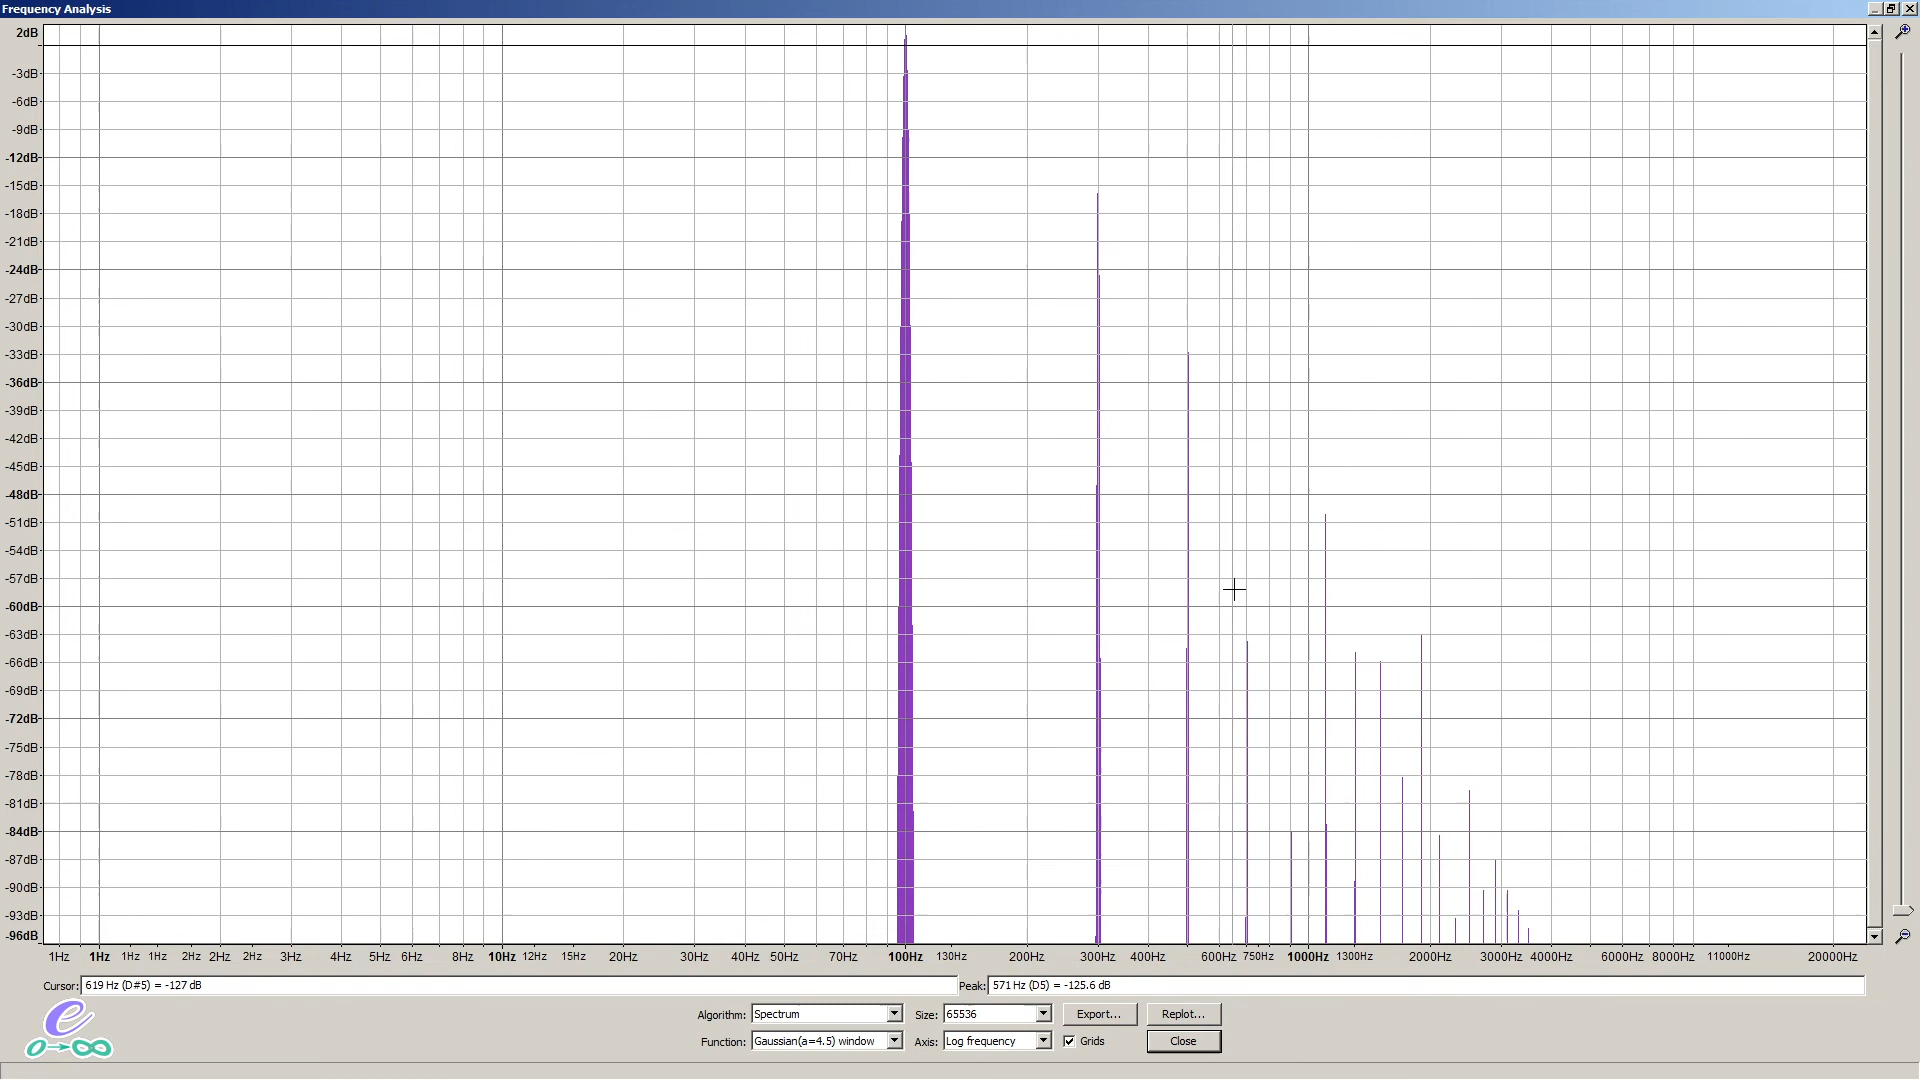 Frequency Analysis
2dB
-3dB
-6dB
-9dB
-12dB
-15dB
-18dB
-21dB
-24dB
-27dB
-30dB
-33dB
-36dB
-39dB
-42dB
-45dB
-48dB
-51dB
-54dB
-57dB
-60dB
-63dB
-66dB
-69dB
-72dB
-75dB
-78dB
-81dB
-84dB
-87dB
-90dB
-93dB
-96dB
1Hz 1Hz 1Hz 1Hz 2Hz 2Hz 2Hz 3Hz 4Hz 5Hz 6Hz 8Hz 10Hz 12Hz 15Hz 20Hz 30Hz 40Hz 50Hz 70Hz 100Hz 130Hz 200Hz 300Hz 400Hz 600Hz 750Hz 1000Hz 1300Hz 2000Hz 3000Hz 4000Hz 6000Hz 8000Hz 11000Hz 20000Hz
Cursor: 619 Hz (D#5) = -127 dB Peak: 571 Hz (D5) = -125.6 dB
Algorithm: Spectrum Size: 65536 Export... Replot...
Function: Gaussian(a=4.5) window Axis: Log frequency Grids Close
e
0→∞